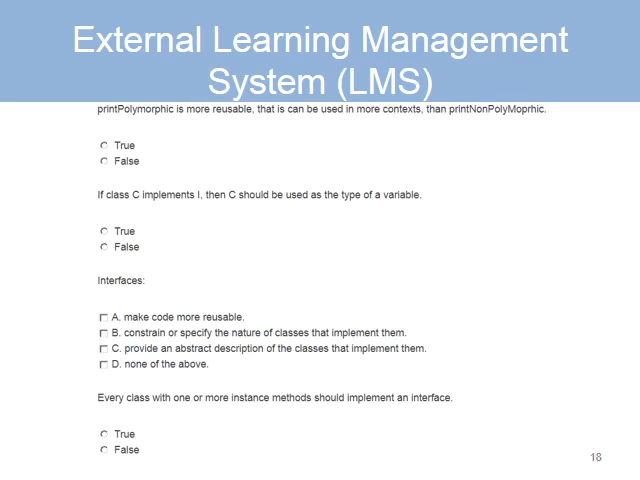 External Learning Management
System (LMS)
printPolymorphic is more reusable, that is can be used in more contexts, than printNonPolyMoprhic.
True
False
If class C implements I, then C should be used as the type of a variable.
True
False
Interfaces:
A. make code more reusable.
B. constrain or specify the nature of classes that implement them.
C. provide an abstract description of the classes that implement them.
D. none of the above.
Every class with one or more instance methods should implement an interface.
True
False
18